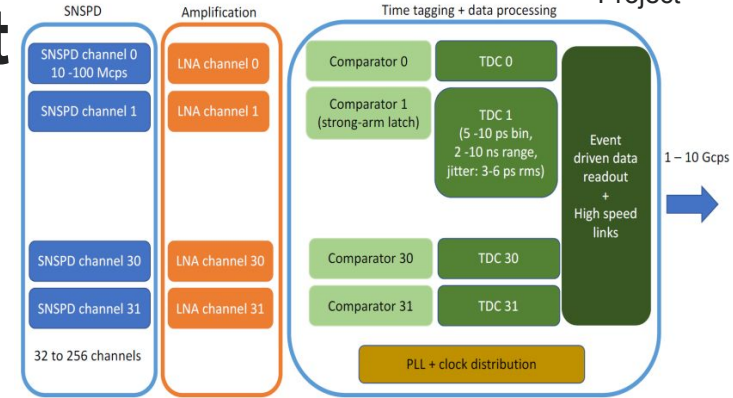 Project
t
SNSPD
Amplification
Time tagging + data processing
SNSPD channel 0
10 -100 Mcps
LNA channel 0
Comparator 0
TDC 0
SNSPD channel 1
LNA channel 1
Comparator 1
(strong-arm latch)
TDC 1
(5 -10 ps bin,
2 -10 ns range,
jitter: 3-6 ps rms)
Event
driven data
readout
+
High speed
links
1 – 10 Gcps
SNSPD channel 30
LNA channel 30
Comparator 30
TDC 30
SNSPD channel 31
LNA channel 31
Comparator 31
TDC 31
32 to 256 channels
PLL + clock distribution